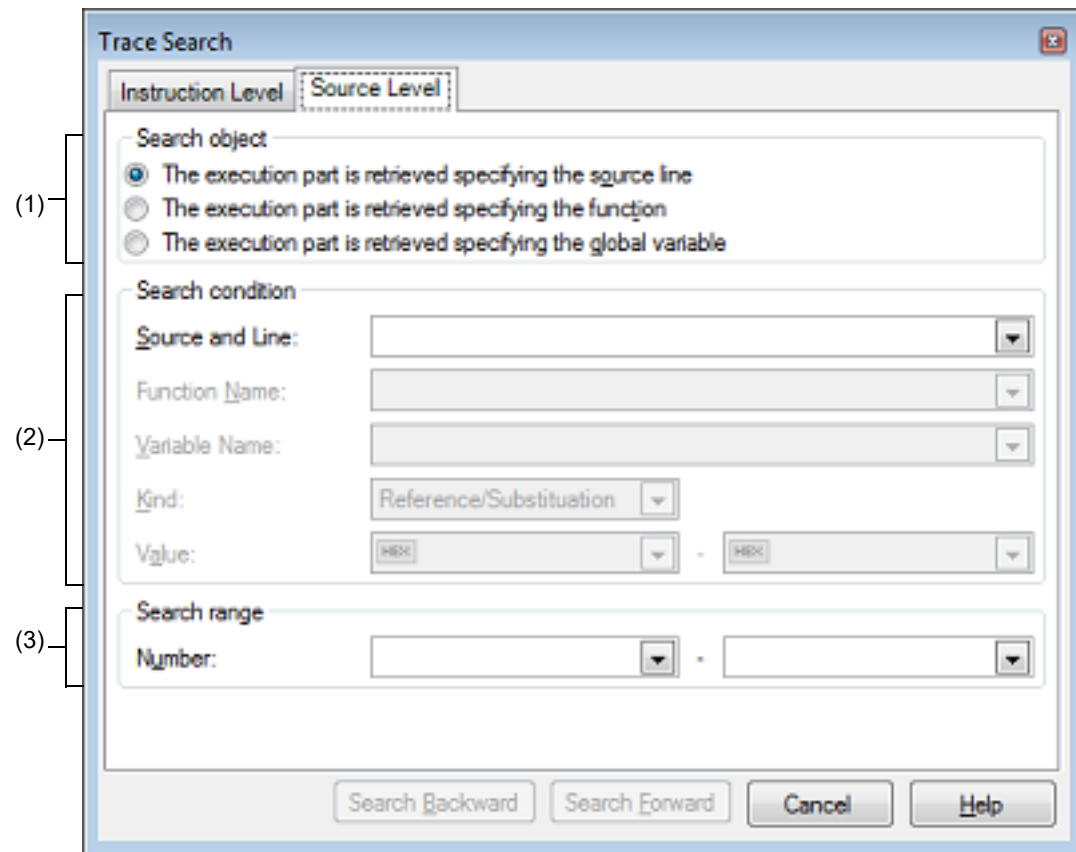 Trace Search
Instruction Level Source Level
(1)
Search object
The execution part is retrieved specifying the source line
The execution part is retrieved specifying the function
The execution part is retrieved specifying the global variable
(2)
Search condition
Source and Line:
Function Name:
Variable Name:
Kind: Reference/Substituation
Value: HEX - HEX
(3)
Search range
Number: -
Search Backward Search Forward Cancel Help